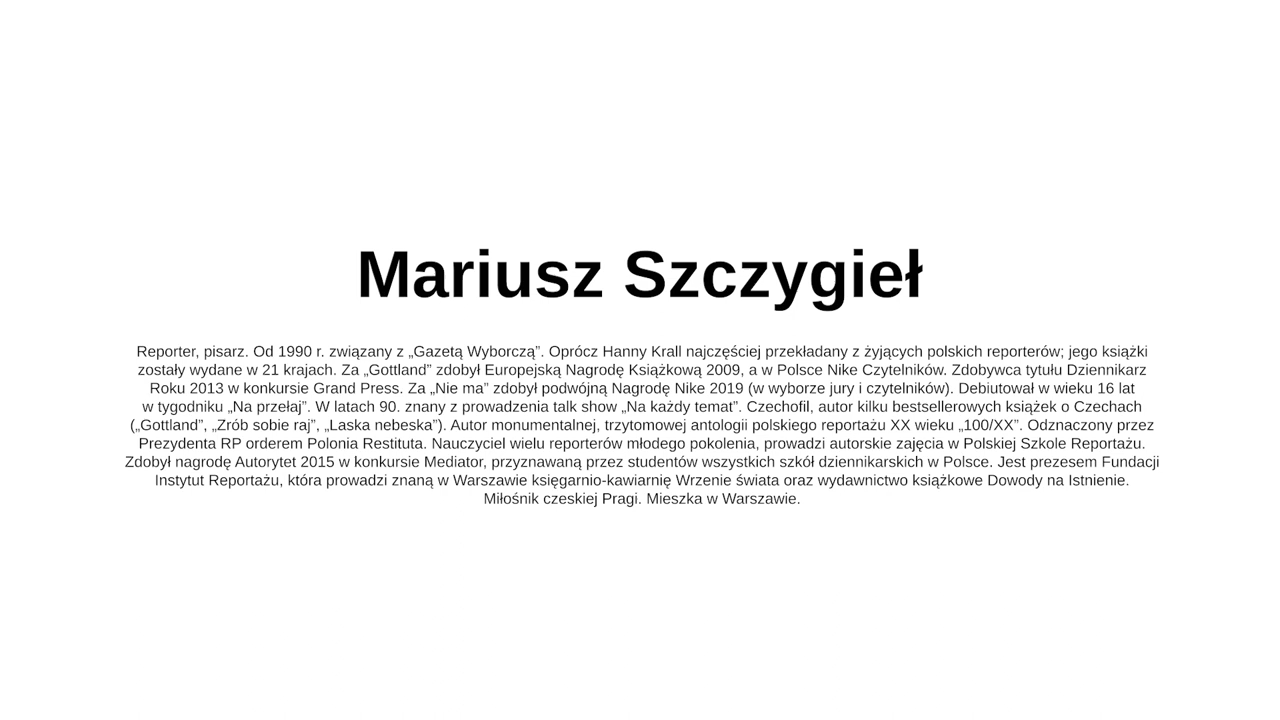 Mariusz Szczygieł
Reporter, pisarz. Od 1990 r. związany z „Gazetą Wyborczą”. Oprócz Hanny Krall najczęściej przekładany z żyjących polskich reporterów; jego książki
zostały wydane w 21 krajach. Za „Gottland” zdobył Europejską Nagrodę Książkową 2009, a w Polsce Nike Czytelników. Zdobywca tytułu Dziennikarz
Roku 2013 w konkursie Grand Press. Za „Nie ma” zdobył podwójną Nagrodę Nike 2019 (w wyborze jury i czytelników). Debiutował w wieku 16 lat
w tygodniku „Na przełaj”. W latach 90. znany z prowadzenia talk show „Na każdy temat”. Czechofil, autor kilku bestsellerowych książek o Czechach
(„Gottland”, „Zrób sobie raj”, „Laska nebeska”). Autor monumentalnej, trzytomowej antologii polskiego reportażu XX wieku „100/XX”. Odznaczony przez
Prezydenta RP orderem Polonia Restituta. Nauczyciel wielu reporterów młodego pokolenia, prowadzi autorskie zajęcia w Polskiej Szkole Reportażu.
Zdobył nagrodę Autorytet 2015 w konkursie Mediator, przyznawaną przez studentów wszystkich szkół dziennikarskich w Polsce. Jest prezesem Fundacji
Instytut Reportażu, która prowadzi znaną w Warszawie księgarnio-kawiarnię Wrzenie świata oraz wydawnictwo książkowe Dowody na Istnienie.
Miłośnik czeskiej Pragi. Mieszka w Warszawie.